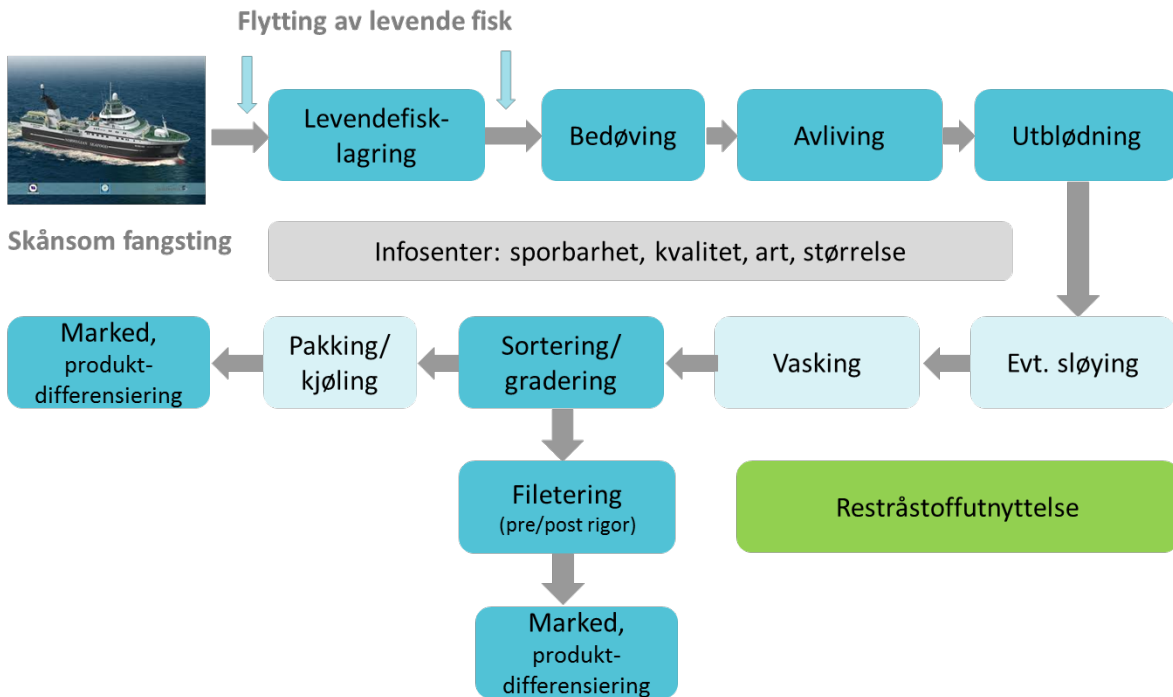 Flytting av levende fisk
Levendefisk-
lagring
Bedøving
Avliving
Utblødning
Skånsom fangsting
Infosenter: sporbarhet, kvalitet, art, størrelse
Marked,
produkt-
differensiering
Pakking/
kjøling
Sortering/
gradering
Vasking
Evt. sløying
Filetering
(pre/post rigor)
Restråstoffutnyttelse
Marked,
produkt-
differensiering